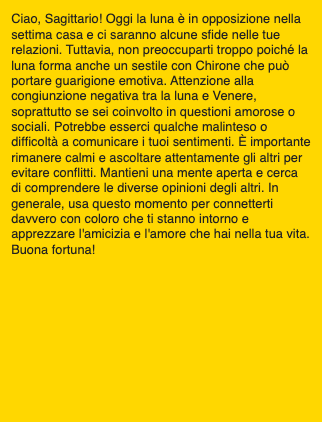 Ciao, Sagittario! Oggi la luna è in opposizione nella
settima casa e ci saranno alcune sfide nelle tue
relazioni. Tuttavia, non preoccuparti troppo poiché la
luna forma anche un sestile con Chirone che può
portare guarigione emotiva. Attenzione alla
congiunzione negativa tra la luna e Venere,
soprattutto se sei coinvolto in questioni amorose o
sociali. Potrebbe esserci qualche malinteso o
difficoltà a comunicare i tuoi sentimenti. È importante
rimanere calmi e ascoltare attentamente gli altri per
evitare conflitti. Mantieni una mente aperta e cerca
di comprendere le diverse opinioni degli altri. In
generale, usa questo momento per connetterti
davvero con coloro che ti stanno intorno e
apprezzare l'amicizia e l'amore che hai nella tua vita.
Buona fortuna!